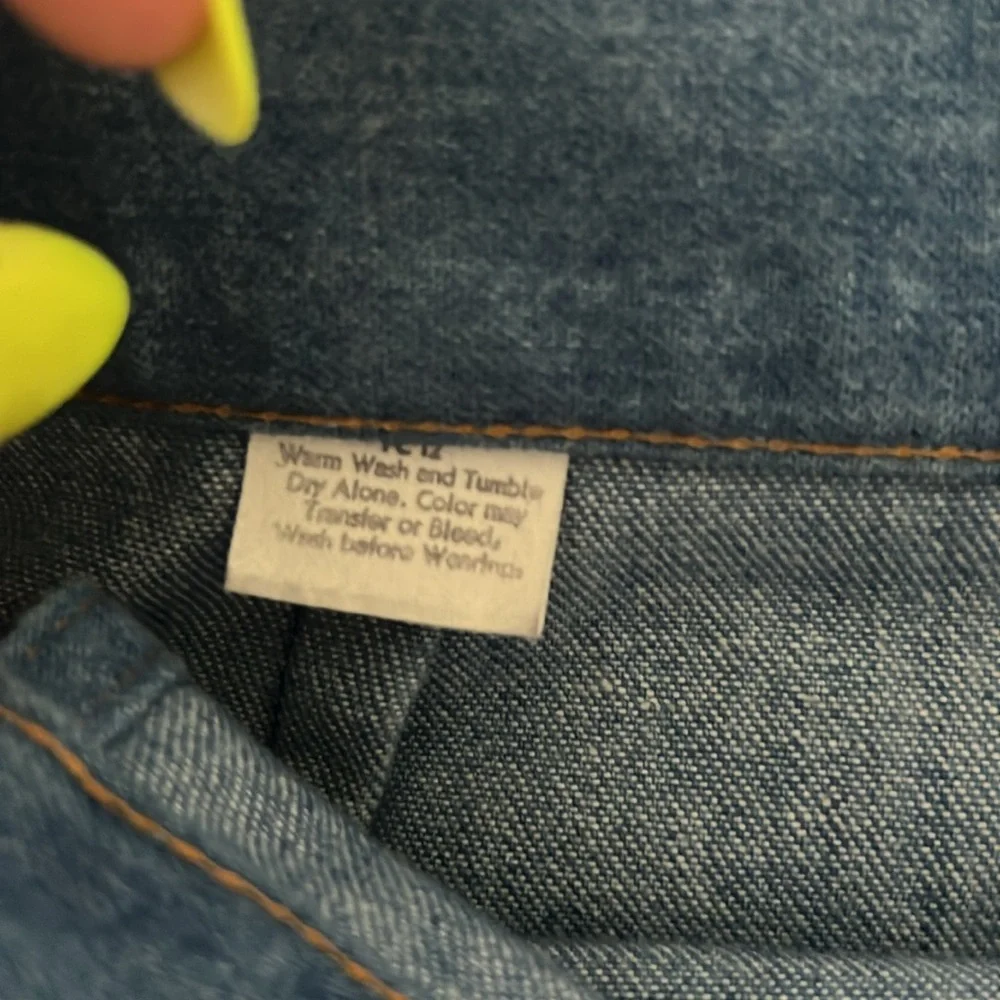 Warm Wash and Tumble
Dry Alone. Color may
Transfer or Bleed,
Wash before Wearing.